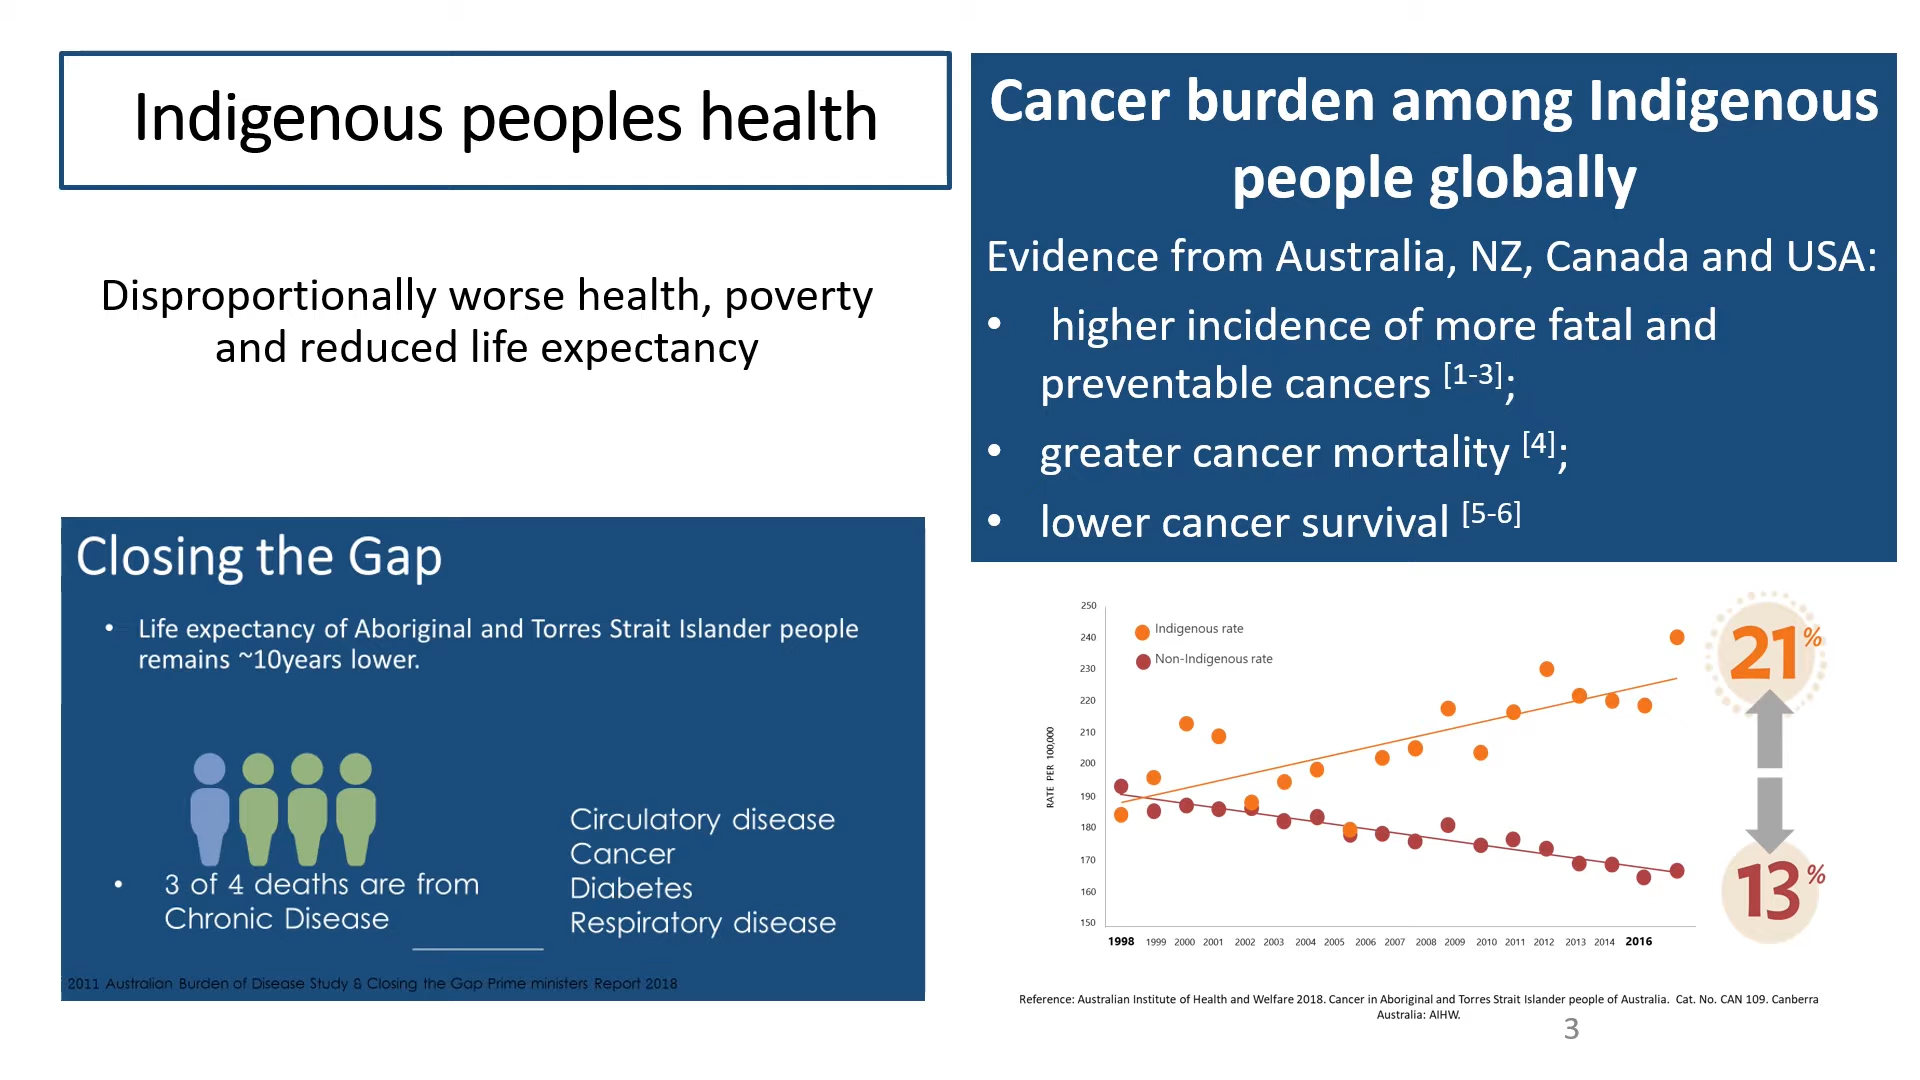 Indigenous peoples health
Disproportionally worse health, poverty
and reduced life expectancy
Closing the Gap
• Life expectancy of Aboriginal and Torres Strait Islander people
remains ~10years lower.
• 3 of 4 deaths are from
Chronic Disease
Circulatory disease
Cancer
Diabetes
Respiratory disease
2011 Australian Burden of Disease Study & Closing the Gap Prime ministers Report 2018
Cancer burden among Indigenous
people globally
Evidence from Australia, NZ, Canada and USA:
• higher incidence of more fatal and
preventable cancers [1-3];
• greater cancer mortality [4];
• lower cancer survival [5-6]
Indigenous rate
Non-Indigenous rate
RATE PER 100,000
250
240
230
220
210
200
190
180
170
160
150
1998 1999 2000 2001 2002 2003 2004 2005 2006 2007 2008 2009 2010 2011 2012 2013 2014 2016
21%
13%
Reference: Australian Institute of Health and Welfare 2018. Cancer in Aboriginal and Torres Strait Islander people of Australia. Cat. No. CAN 109. Canberra
Australia: AIHW.
3